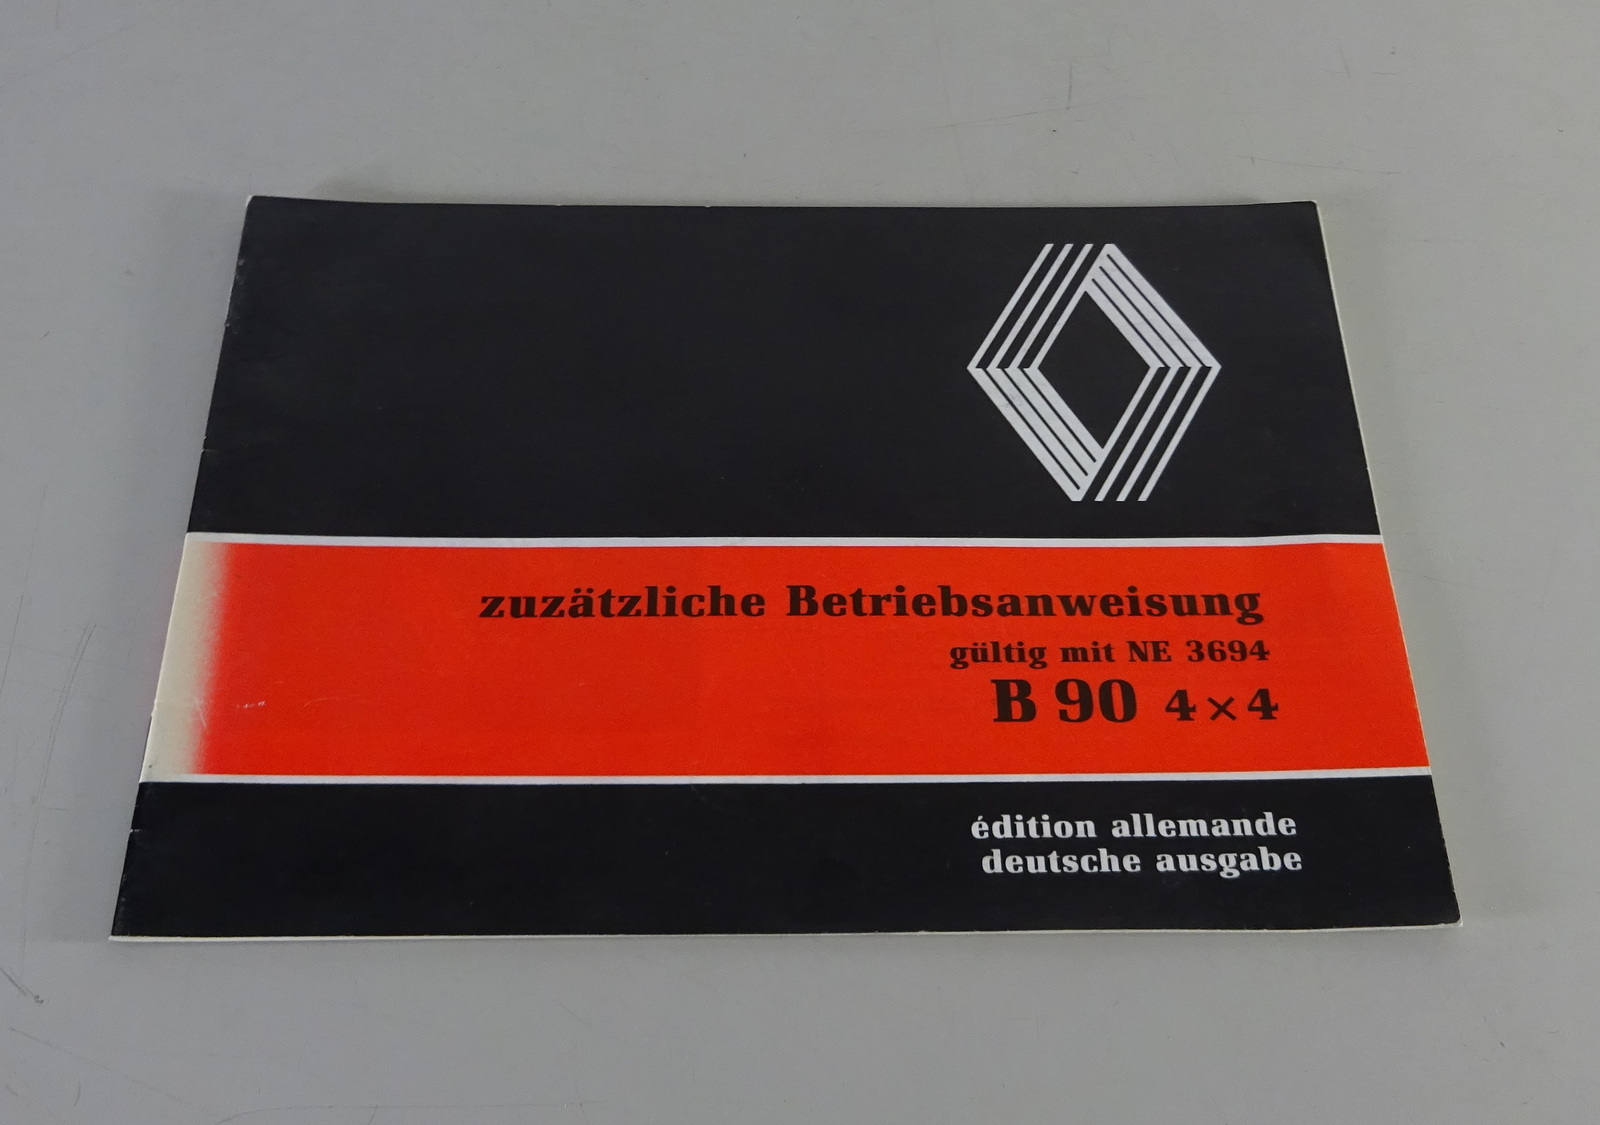 zuzätzliche Betriebsanweisung
gültig mit NE 3694
B 90 4×4
édition allemande
deutsche ausgabe